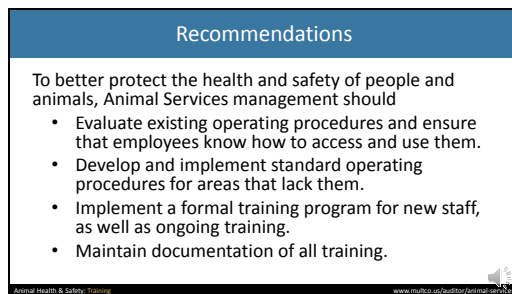 Recommendations
To better protect the health and safety of people and
animals, Animal Services management should
• Evaluate existing operating procedures and ensure
that employees know how to access and use them.
• Develop and implement standard operating
procedures for areas that lack them.
• Implement a formal training program for new staff,
as well as ongoing training.
• Maintain documentation of all training.
Animal Health & Safety: Training
www.multco.us/auditor/animal-services